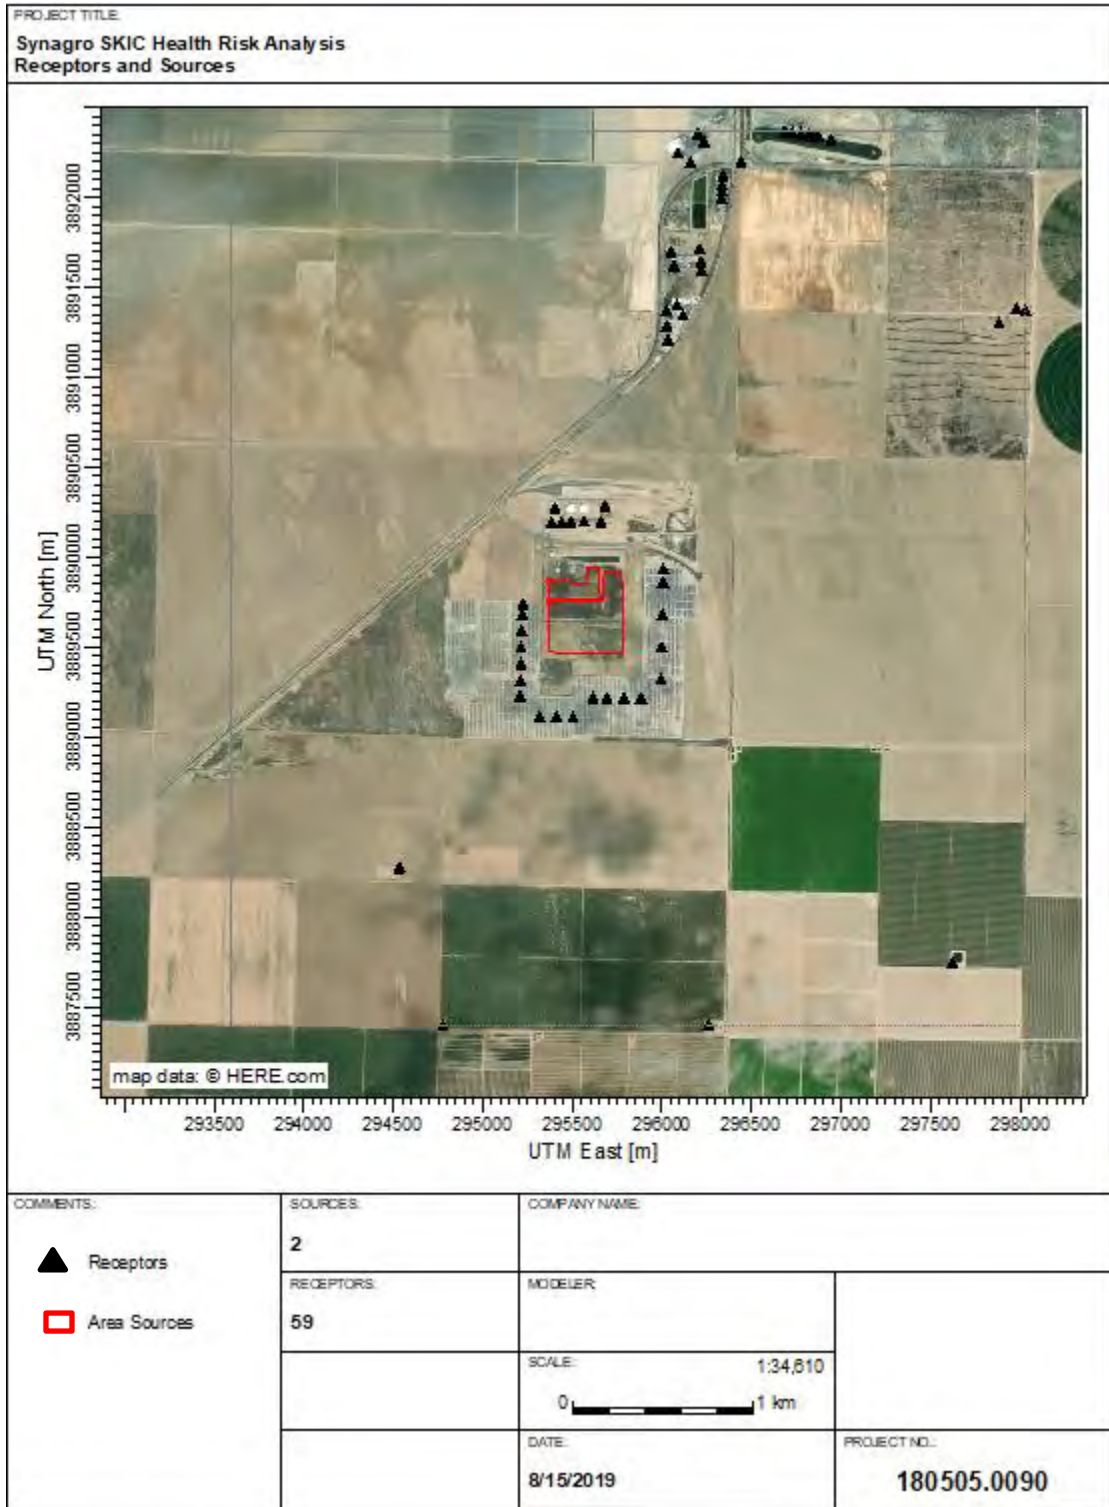 PROJECT TITLE:
Synagro SKIC Health Risk Analysis
Receptors and Sources
UTM North [m]
3892000
3891500
3891000
3890500
3890000
3889500
3889000
3888500
3888000
3887500
map data: © HERE.com
293500 294000 294500 295000 295500 296000 296500 297000 297500 298000
UTM East [m]
COMMENTS:
Receptors
Area Sources
SOURCES:
2
COMPANY NAME:
RECEPTORS:
59
MODELER:
SCALE: 1:34,610
0 1 km
DATE:
8/15/2019
PROJECT NO.:
180505.0090